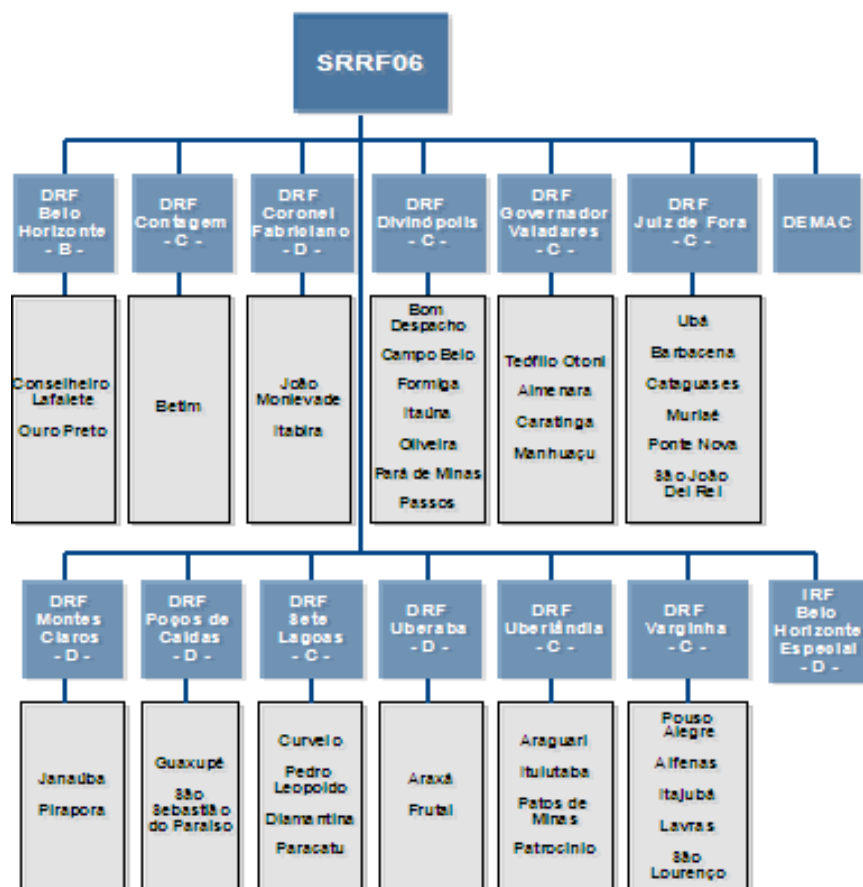 SRRF06
DRF
Belo
Horizonte
- B -
DRF
Contagem
- C -
DRF
Coronel
Fabriciano
- D -
DRF
Divinópolis
- C -
DRF
Governador
Valadares
- C -
DRF
Juiz de Fora
- C -
DEMAC
Conselheiro
Lafaiete
Ouro Preto
Betim
João
Monlevade
Itabira
Bom
Despacho
Campo Belo
Formiga
Itaúna
Oliveira
Pará de Minas
Passos
Teófilo Otoni
Almenara
Caratinga
Manhuaçu
Ubá
Barbacena
Cataguases
Muriaé
Ponte Nova
São João
Del Rei
DRF
Montes
Claros
- D -
DRF
Poços de
Caldas
- D -
DRF
Sete
Lagoas
- C -
DRF
Uberaba
- D -
DRF
Uberlândia
- C -
DRF
Varginha
- C -
IRF
Belo
Horizonte
Especial
- D -
Janaúba
Pirapora
Guaxupé
São
Sebastião
do Paraíso
Curvelo
Pedro
Leopoldo
Diamantina
Paracatu
Araxá
Frutal
Araguari
Ituiutaba
Patos de
Minas
Patrocínio
Pouso
Alegre
Alfenas
Itajubá
Lavras
São
Lourenço